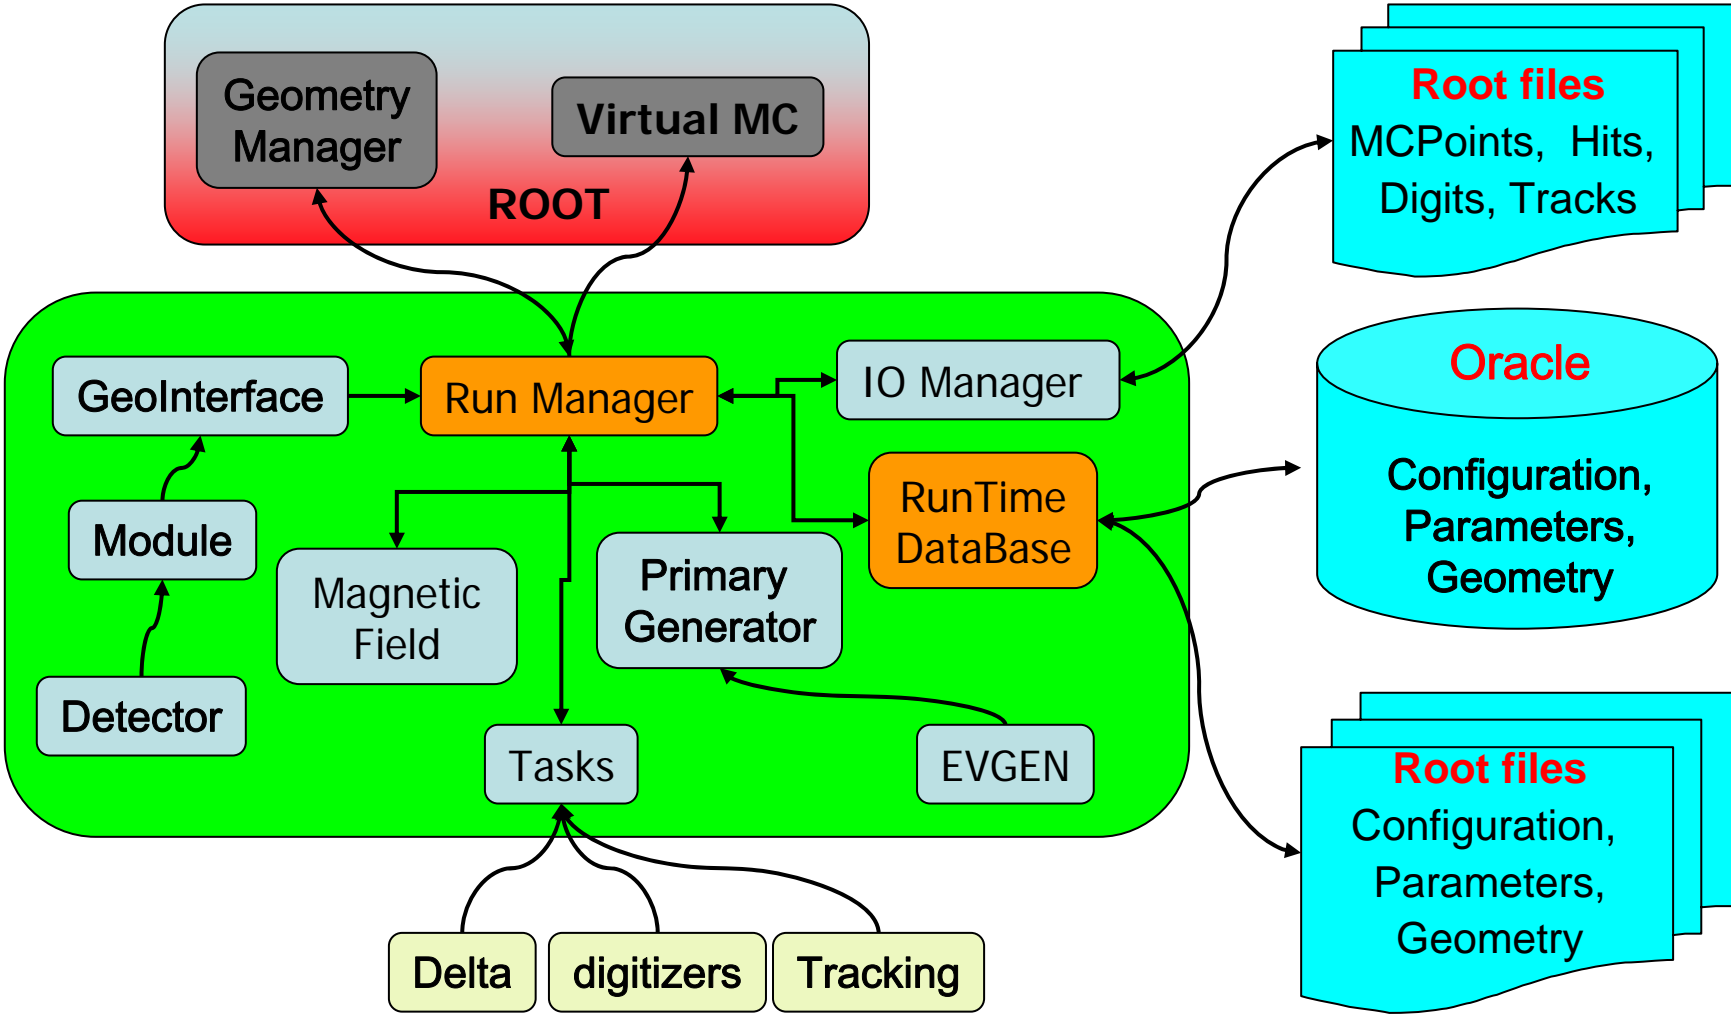 Geometry
Manager
Virtual MC
ROOT
Root files
MCPoints, Hits,
Digits, Tracks
GeoInterface
Run Manager
IO Manager
Oracle
Configuration,
Parameters,
Geometry
RunTime
DataBase
Module
Magnetic
Field
Primary
Generator
Detector
Tasks
EVGEN
Root files
Configuration,
Parameters,
Geometry
Delta
digitizers
Tracking